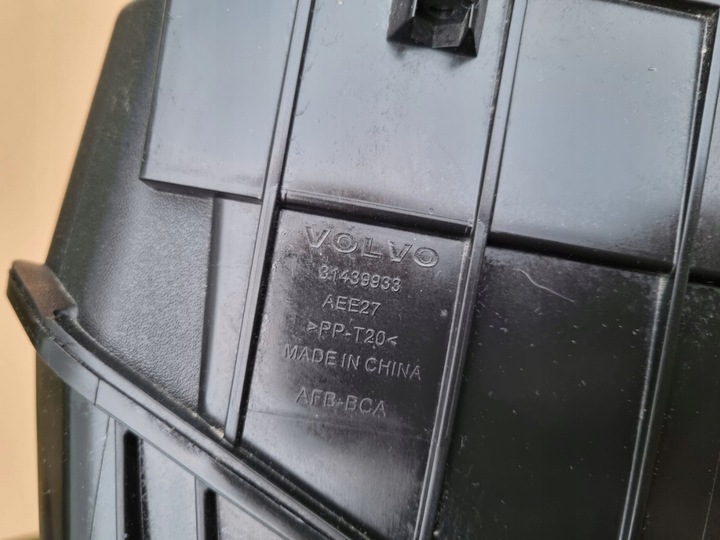 VOLVO
31439933
AEE27
>PP-T20<
MADE IN CHINA
AFB-BCA